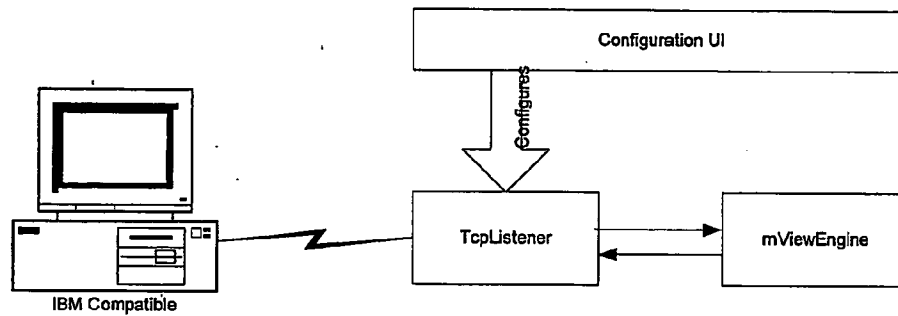 Configuration UI
Configures
TcpListener
mViewEngine
IBM Compatible